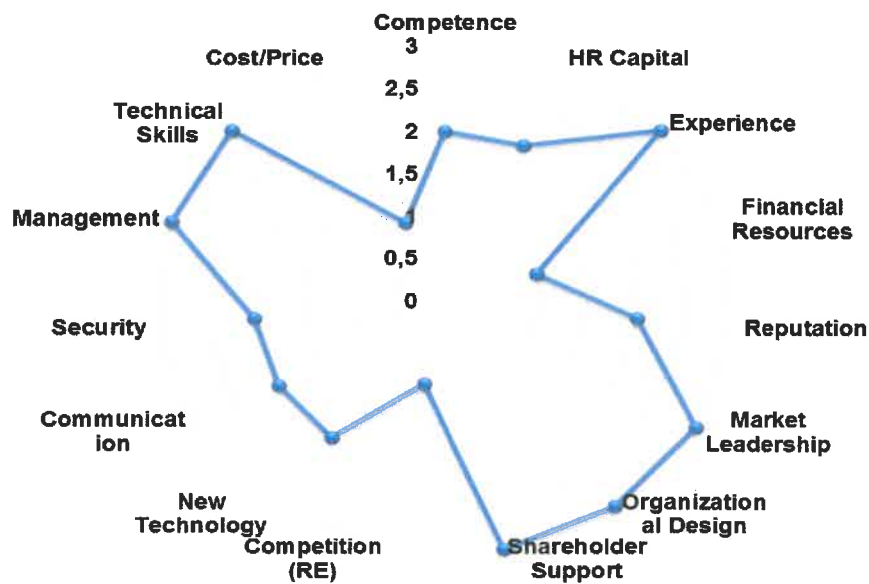 Competence
3
Cost/Price
HR Capital
2,5
Technical
Skills
2
Experience
1,5
Management
1
Financial
Resources
0,5
0
Security
Reputation
Communicat
ion
Market
Leadership
New
Technology
Organization
al Design
Competition
(RE)
Shareholder
Support